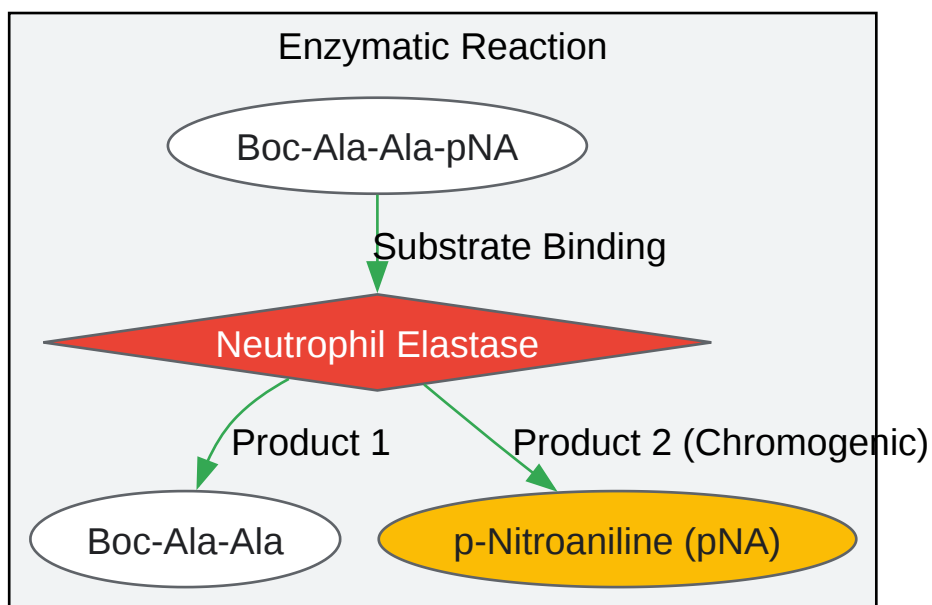 Enzymatic Reaction
Boc-Ala-Ala-pNA
Substrate Binding
Neutrophil Elastase
Product 1
Product 2 (Chromogenic)
Boc-Ala-Ala
p-Nitroaniline (pNA)